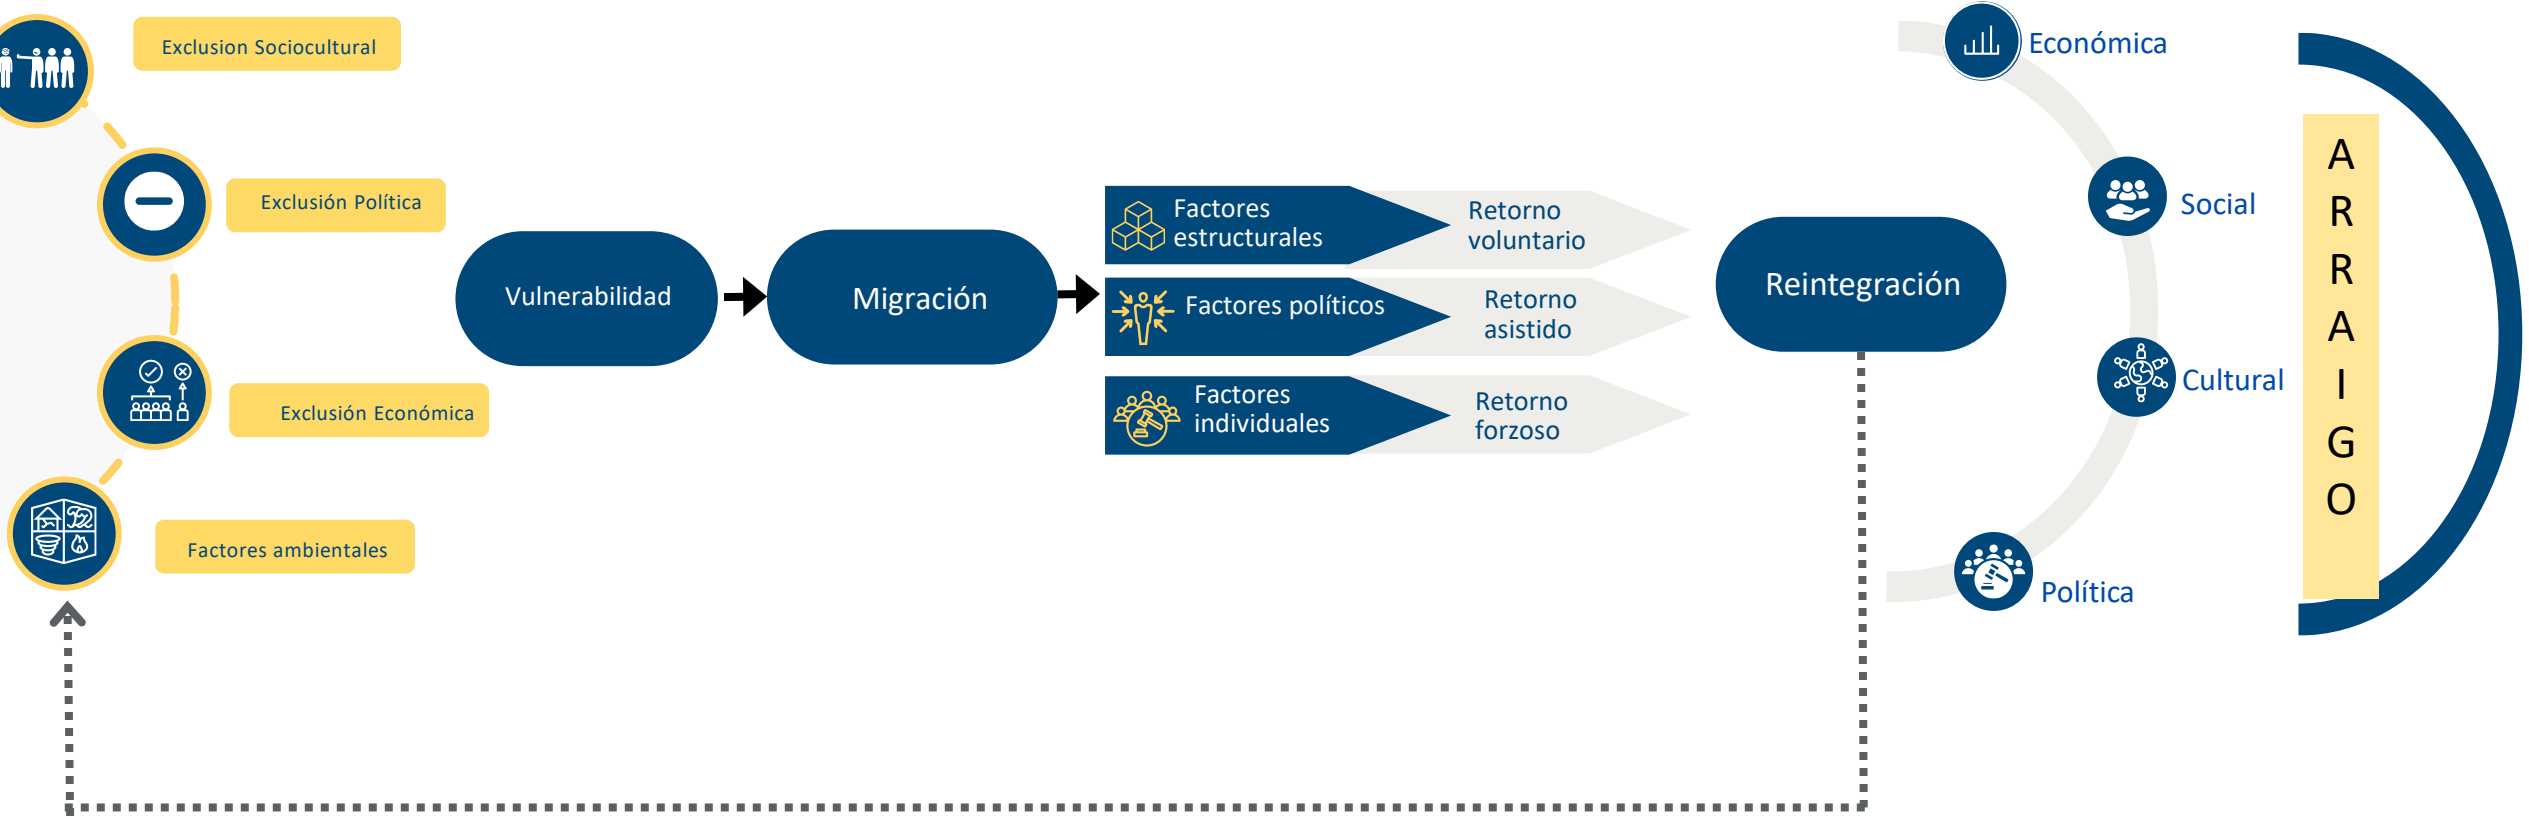 Exclusion Sociocultural
Exclusión Política
Exclusión Económica
Factores ambientales
Vulnerabilidad
Migración
Factores
estructurales
Retorno
voluntario
Factores políticos
Retorno
asistido
Factores
individuales
Retorno
forzoso
Reintegración
Económica
Social
Cultural
Política
A
R
R
A
I
G
O